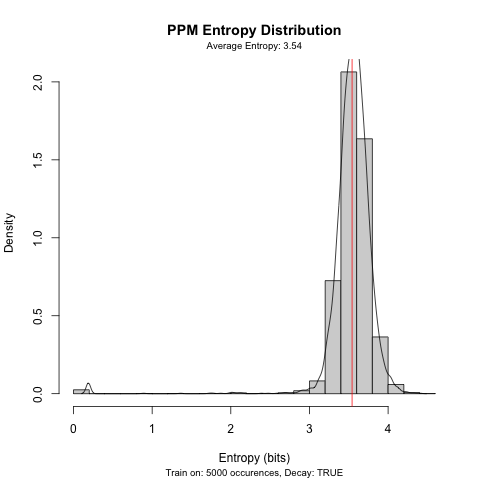 PPM Entropy Distribution
Average Entropy: 3.54
2.0
1.5
1.0
0.5
0.0
Density
0 1 2 3 4
Entropy (bits)
Train on: 5000 occurences, Decay: TRUE